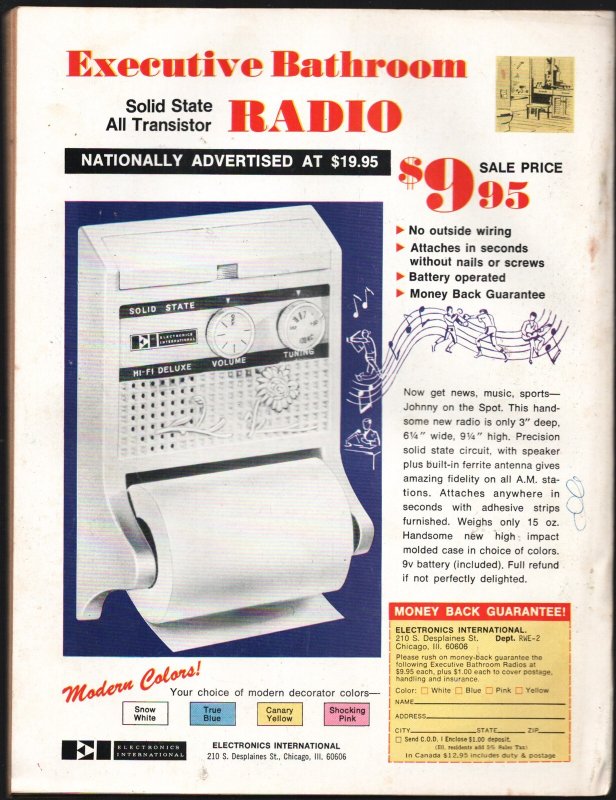 Executive Bathroom
Solid State
All Transistor
RADIO
NATIONALLY ADVERTISED AT $19.95
$9.95
SALE PRICE
▶ No outside wiring
▶ Attaches in seconds
without nails or screws
▶ Battery operated
▶ Money Back Guarantee
SOLID STATE
EI
ELECTRONICS
INTERNATIONAL
HI-FI DELUXE
VOLUME
TUNING
Now get news, music, sports—
Johnny on the Spot. This hand-
some new radio is only 3" deep,
6¼" wide, 9¼" high. Precision
solid state circuit, with speaker
plus built-in ferrite antenna gives
amazing fidelity on all A.M. sta-
tions. Attaches anywhere in
seconds with adhesive strips
furnished. Weighs only 15 oz.
Handsome new high impact
molded case in choice of colors.
9v battery (included). Full refund
if not perfectly delighted.
Modern Colors!
Your choice of modern decorator colors—
Snow
White
True
Blue
Canary
Yellow
Shocking
Pink
EI
ELECTRONICS
INTERNATIONAL
ELECTRONICS INTERNATIONAL
210 S. Desplaines St., Chicago, Ill. 60606
MONEY BACK GUARANTEE!
ELECTRONICS INTERNATIONAL.
210 S. Desplaines St. Dept. RWE-2
Chicago, Ill. 60606
Please rush on money-back guarantee the
following Executive Bathroom Radios at
$9.95 each, plus $1.00 each to cover postage,
handling and insurance.
Color: □ White □ Blue □ Pink □ Yellow
NAME
ADDRESS
CITY STATE ZIP
□ Send C.O.D. I Enclose $1.00 deposit.
(Ill. residents add 5% Sales Tax)
In Canada $12.95 includes duty & postage